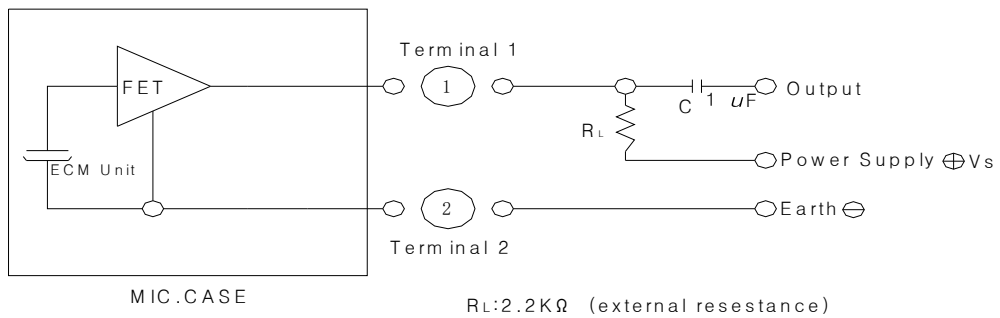 Terminal 1
FET
1
C 1 uF
Output
RL
ECM Unit
Power Supply ⊕Vs
2
Earth ⊖
Terminal 2
MIC.CASE
RL:2.2KΩ (external resestance)